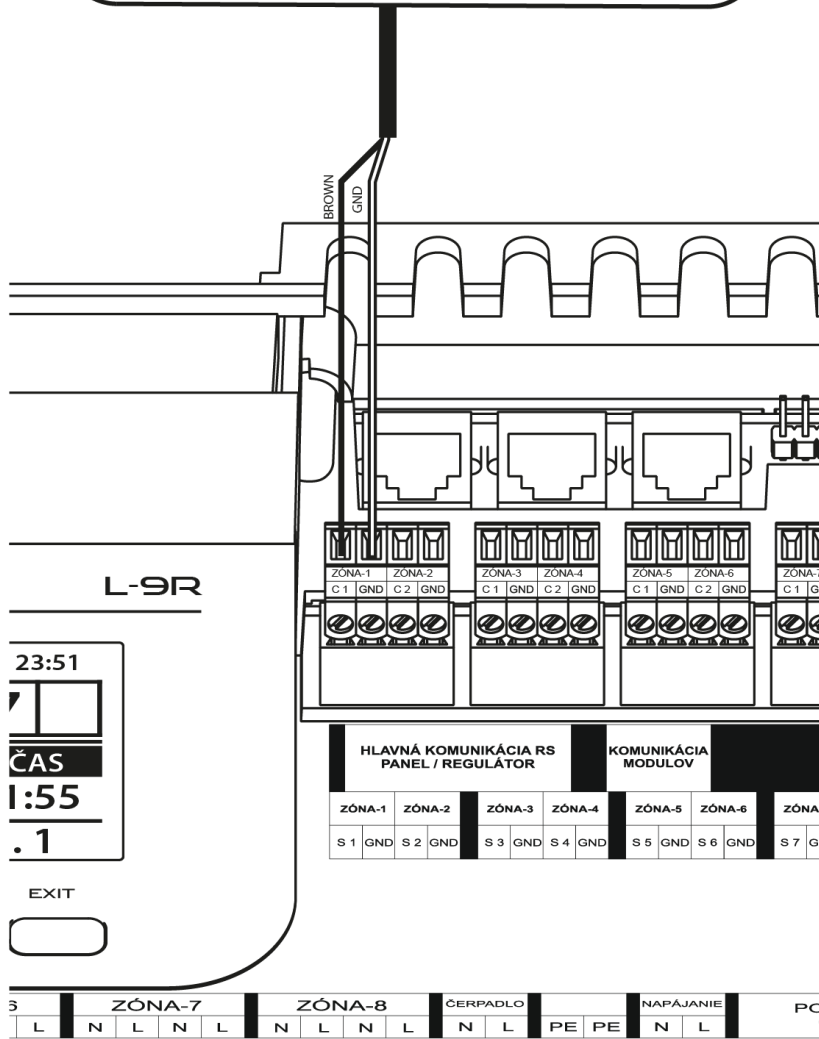 BROWN
GND
L-9R
ZÓNA-1 ZÓNA-2 ZÓNA-3 ZÓNA-4 ZÓNA-5 ZÓNA-6
C 1 GND C 2 GND C 1 GND C 2 GND C 1 GND C 2 GND C 1
23:51
ČAS
1:55
. 1
EXIT
HLAVNÁ KOMUNIKÁCIA RS
PANEL / REGULÁTOR
KOMUNIKÁCIA
MODULOV
ZÓNA-1 ZÓNA-2 ZÓNA-3 ZÓNA-4 ZÓNA-5 ZÓNA-6 ZÓNA
S 1 GND S 2 GND S 3 GND S 4 GND S 5 GND S 6 GND S 7 G
ZÓNA-7 ZÓNA-8 ČERPADLO NAPÁJANIE
L N L N L N L N L N L PE PE N L